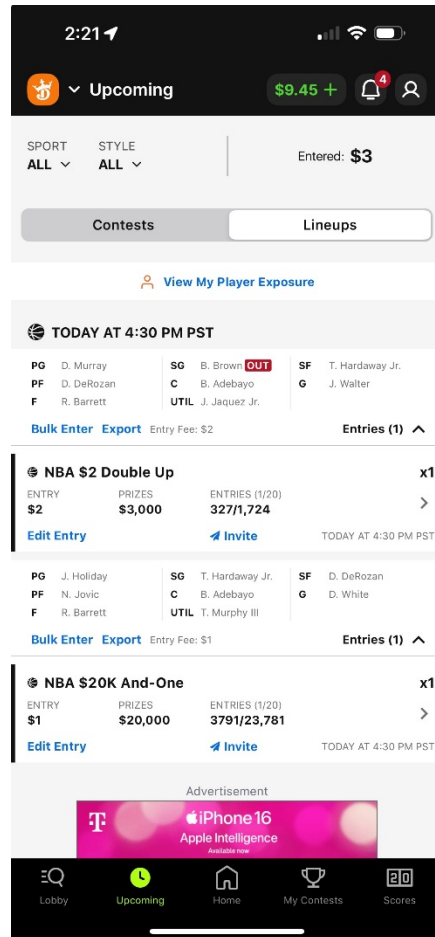 2:21
Upcoming
$9.45 +
4
SPORT STYLE
ALL ALL
Entered: $3
Contests Lineups
View My Player Exposure
TODAY AT 4:30 PM PST
PG D. Murray SG B. Brown OUT SF T. Hardaway Jr.
PF D. DeRozan C B. Adebayo G J. Walter
F R. Barrett UTIL J. Jaquez Jr.
Bulk Enter Export Entry Fee: $2 Entries (1)
NBA $2 Double Up x1
ENTRY PRIZES ENTRIES (1/20)
$2 $3,000 327/1,724
Edit Entry Invite TODAY AT 4:30 PM PST
PG J. Holiday SG T. Hardaway Jr. SF D. DeRozan
PF N. Jovic C B. Adebayo G D. White
F R. Barrett UTIL T. Murphy III
Bulk Enter Export Entry Fee: $1 Entries (1)
NBA $20K And-One x1
ENTRY PRIZES ENTRIES (1/20)
$1 $20,000 3791/23,781
Edit Entry Invite TODAY AT 4:30 PM PST
Advertisement
T iPhone 16
Apple Intelligence
Available now
20
Lobby Upcoming Home My Contests Scores